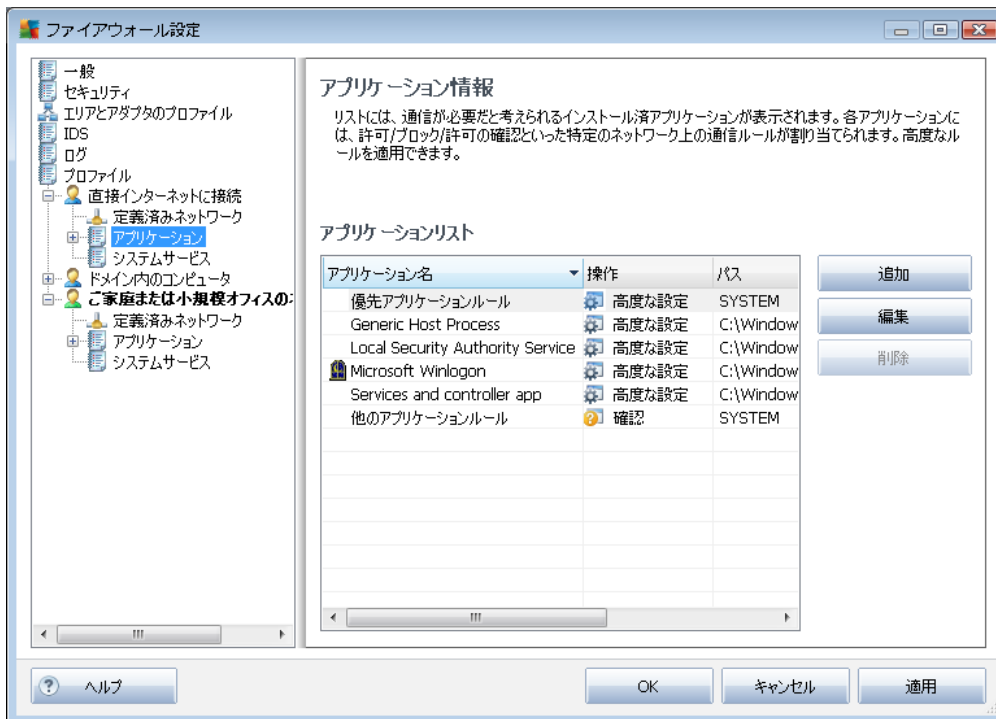 ファイアウォール設定
一般
セキュリティ
エリアとアダプタのプロファイル
IDS
ログ
プロファイル
直接インターネットに接続
定義済みネットワーク
アプリケーション
システムサービス
ドメイン内のコンピュータ
ご家庭または小規模オフィスの
定義済みネットワーク
アプリケーション
システムサービス
アプリケーション情報
リストには、通信が必要だと考えられるインストール済アプリケーションが表示されます。各アプリケーションに
は、許可/ブロック/許可の確認といった特定のネットワーク上の通信ルールが割り当てられます。高度なル
ールを適用できます。
アプリケーションリスト
アプリケーション名 操作 パス
優先アプリケーションルール 高度な設定 SYSTEM
Generic Host Process 高度な設定 C:\Window
Local Security Authority Service 高度な設定 C:\Window
Microsoft Winlogon 高度な設定 C:\Window
Services and controller app 高度な設定 C:\Window
他のアプリケーションルール 確認 SYSTEM
追加
編集
削除
ヘルプ
OK
キャンセル
適用